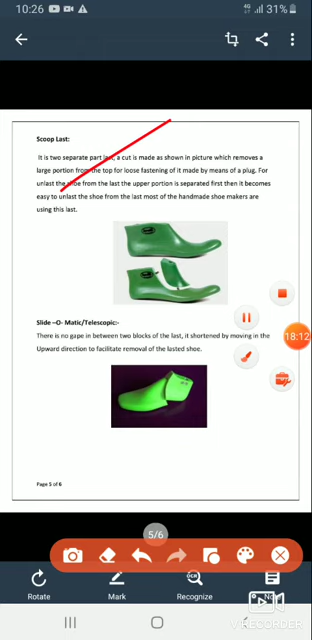 10:26
4G
31%
Scoop Last:
It is two separate part last, a cut is made as shown in picture which removes a
large portion from the top for loose fastening of it made by means of a plug. For
unlast the shoe from the last the upper portion is separated first then it becomes
easy to unlast the shoe from the last most of the handmade shoe makers are
using this last.
Slide -O- Matic/Telescopic:-
There is no gape in between two blocks of the last, it shortened by moving in the
Upward direction to facilitate removal of the lasted shoe.
18:12
Page 5 of 6
5/6
OCR
Rotate
Mark
Recognize
VIRECORDER